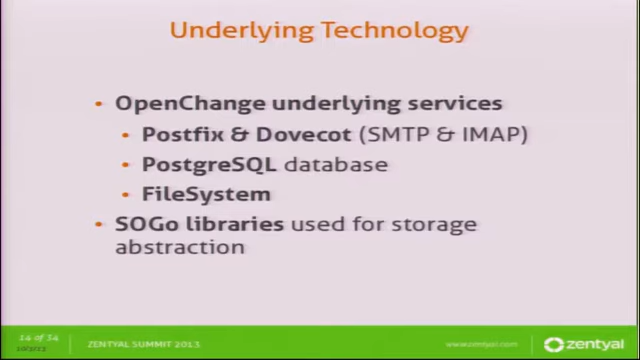 Underlying Technology
• OpenChange underlying services
• Postfix & Dovecot (SMTP & IMAP)
• PostgreSQL database
• FileSystem
• SOGo libraries used for storage
abstraction
14 of 34
ZENTYAL SUMMIT 2013
www.zentyal.com
zentyal